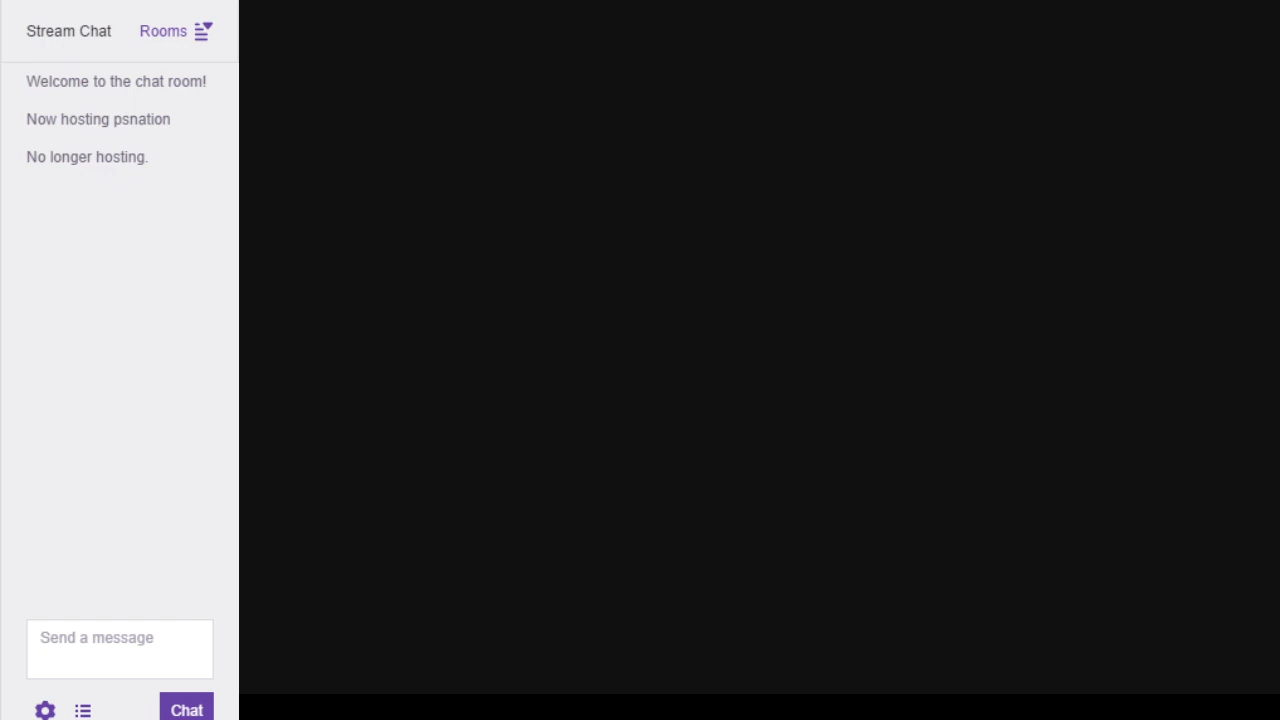 Stream Chat Rooms
Welcome to the chat room!
Now hosting psnation
No longer hosting.
Send a message
Chat